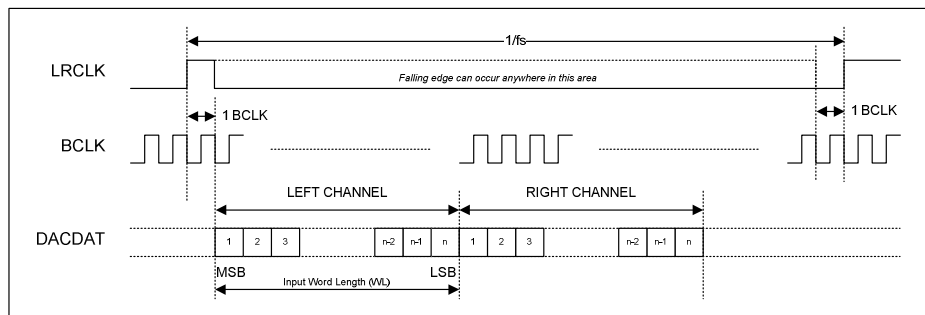 1/fs
LRCLK
Falling edge can occur anywhere in this area
1 BCLK
1 BCLK
BCLK
LEFT CHANNEL
RIGHT CHANNEL
DACDAT
1 2 3 n-2 n-1 n 1 2 3 n-2 n-1 n
MSB
LSB
Input Word Length (WL)